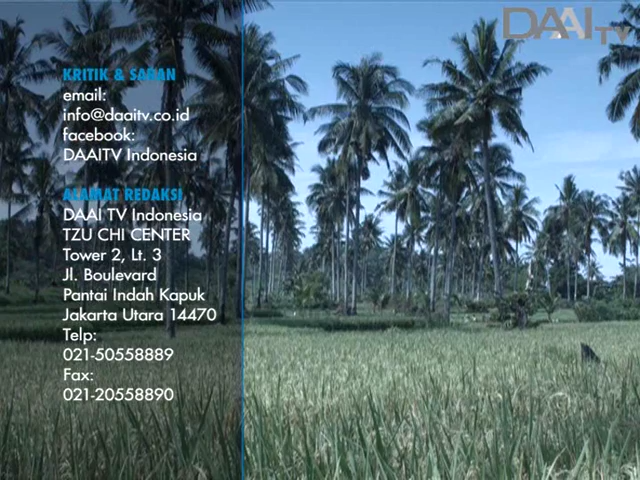 DAAI TV
KRITIK & SARAN
email:
info@daaitv.co.id
facebook:
DAAITV Indonesia
ALAMAT REDAKSI
DAAI TV Indonesia
TZU CHI CENTER
Tower 2, Lt. 3
Jl. Boulevard
Pantai Indah Kapuk
Jakarta Utara 14470
Telp:
021-50558889
Fax:
021-20558890